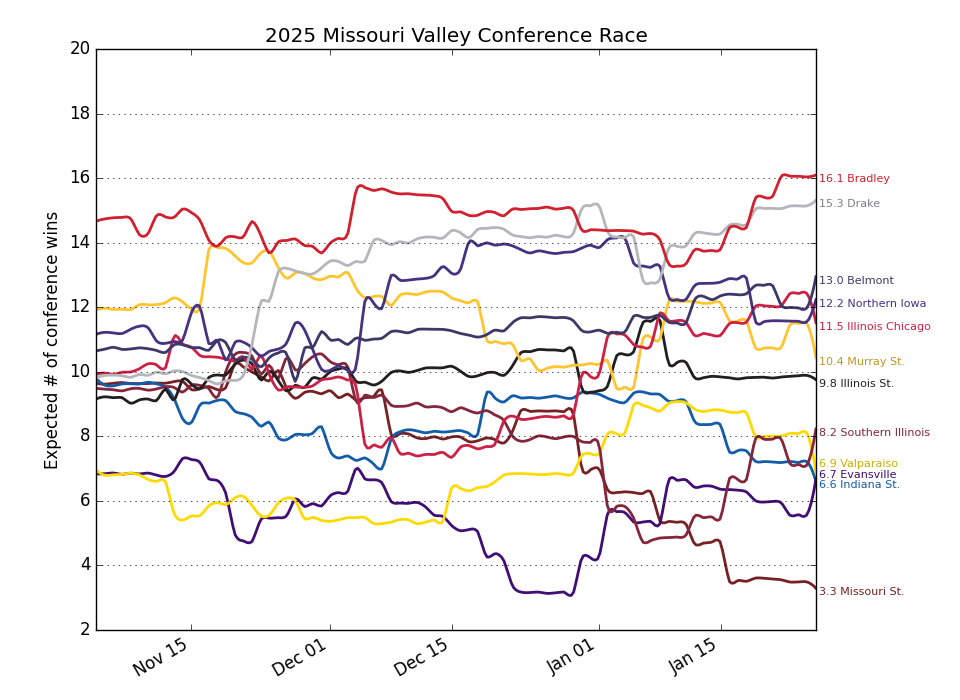 2025 Missouri Valley Conference Race
Expected # of conference wins
20
18
16
14
12
10
8
6
4
2
Nov 15
Dec 01
Dec 15
Jan 01
Jan 15
16.1 Bradley
15.3 Drake
13.0 Belmont
12.2 Northern Iowa
11.5 Illinois Chicago
10.4 Murray St.
9.8 Illinois St.
8.2 Southern Illinois
6.9 Valparaiso
6.7 Evansville
6.6 Indiana St.
3.3 Missouri St.